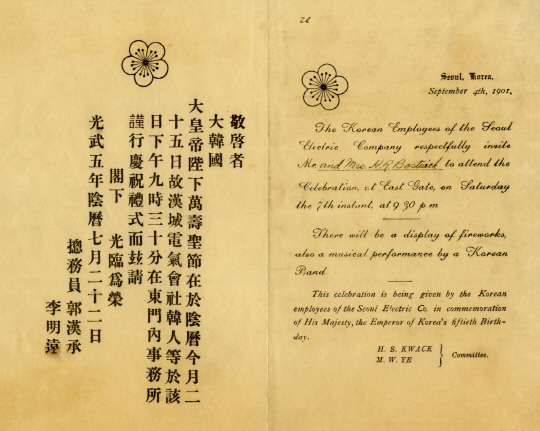 敬啓者
大韓國
大皇帝陛下萬壽聖節在於陰曆今月二
十五日故漢城電氣會社韓人等於該
日下午九時三十分在東門內事務所
謹行慶祝禮式而玆請
閣下 光臨爲榮
光武五年陰曆七月二十二日
總務員 郭漢承
李明遠
Seoul, Korea.
September 4th, 1901.
The Korean Employees of the Seoul
Electric Company respectfully invite
Mr. and Mrs. H.R. Bostwick to attend the
Celebration, at East Gate, on Saturday
the 7th instant, at 9 30 p m
There will be a display of fireworks,
also a musical performance by a Korean
Band.
This celebration is being given by the Korean
employees of the Seoul Electric Co. in commemoration
of His Majesty, the Emperor of Korea's fiftieth Birth-
day.
H. S. KWACK
M. W. YE
Committee.